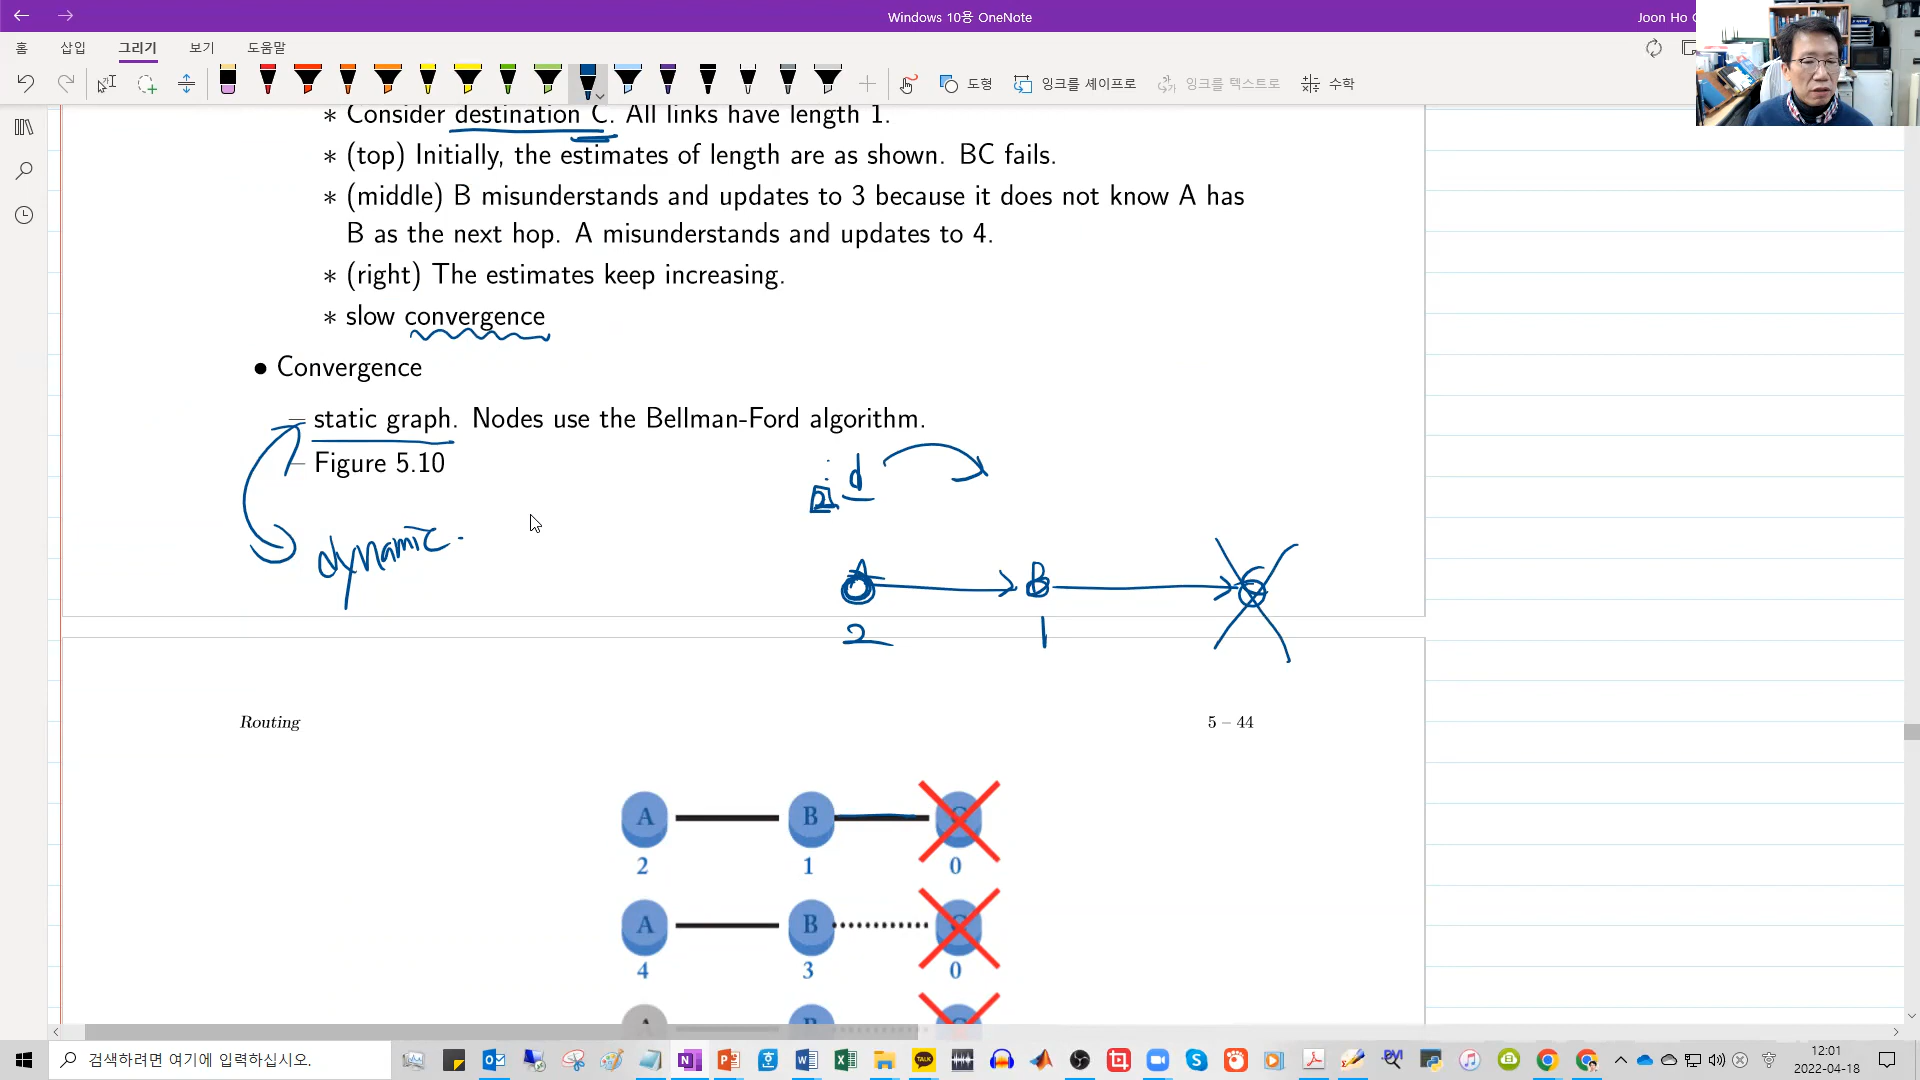 Windows 10용 OneNote
Joon Ho
홈 삽입 그리기 보기 도움말
도형 잉크를 셰이프로 잉크를 텍스트로 수학
* Consider destination C. All links have length 1.
* (top) Initially, the estimates of length are as shown. BC fails.
* (middle) B misunderstands and updates to 3 because it does not know A has
B as the next hop. A misunderstands and updates to 4.
* (right) The estimates keep increasing.
* slow convergence
• Convergence
– static graph. Nodes use the Bellman-Ford algorithm.
– Figure 5.10
d
dynamic.
A B C
2 1
Routing 5 – 44
A B C
2 1 0
A B C
4 3 0
A B
검색하려면 여기에 입력하십시오.
12:01
2022-04-18